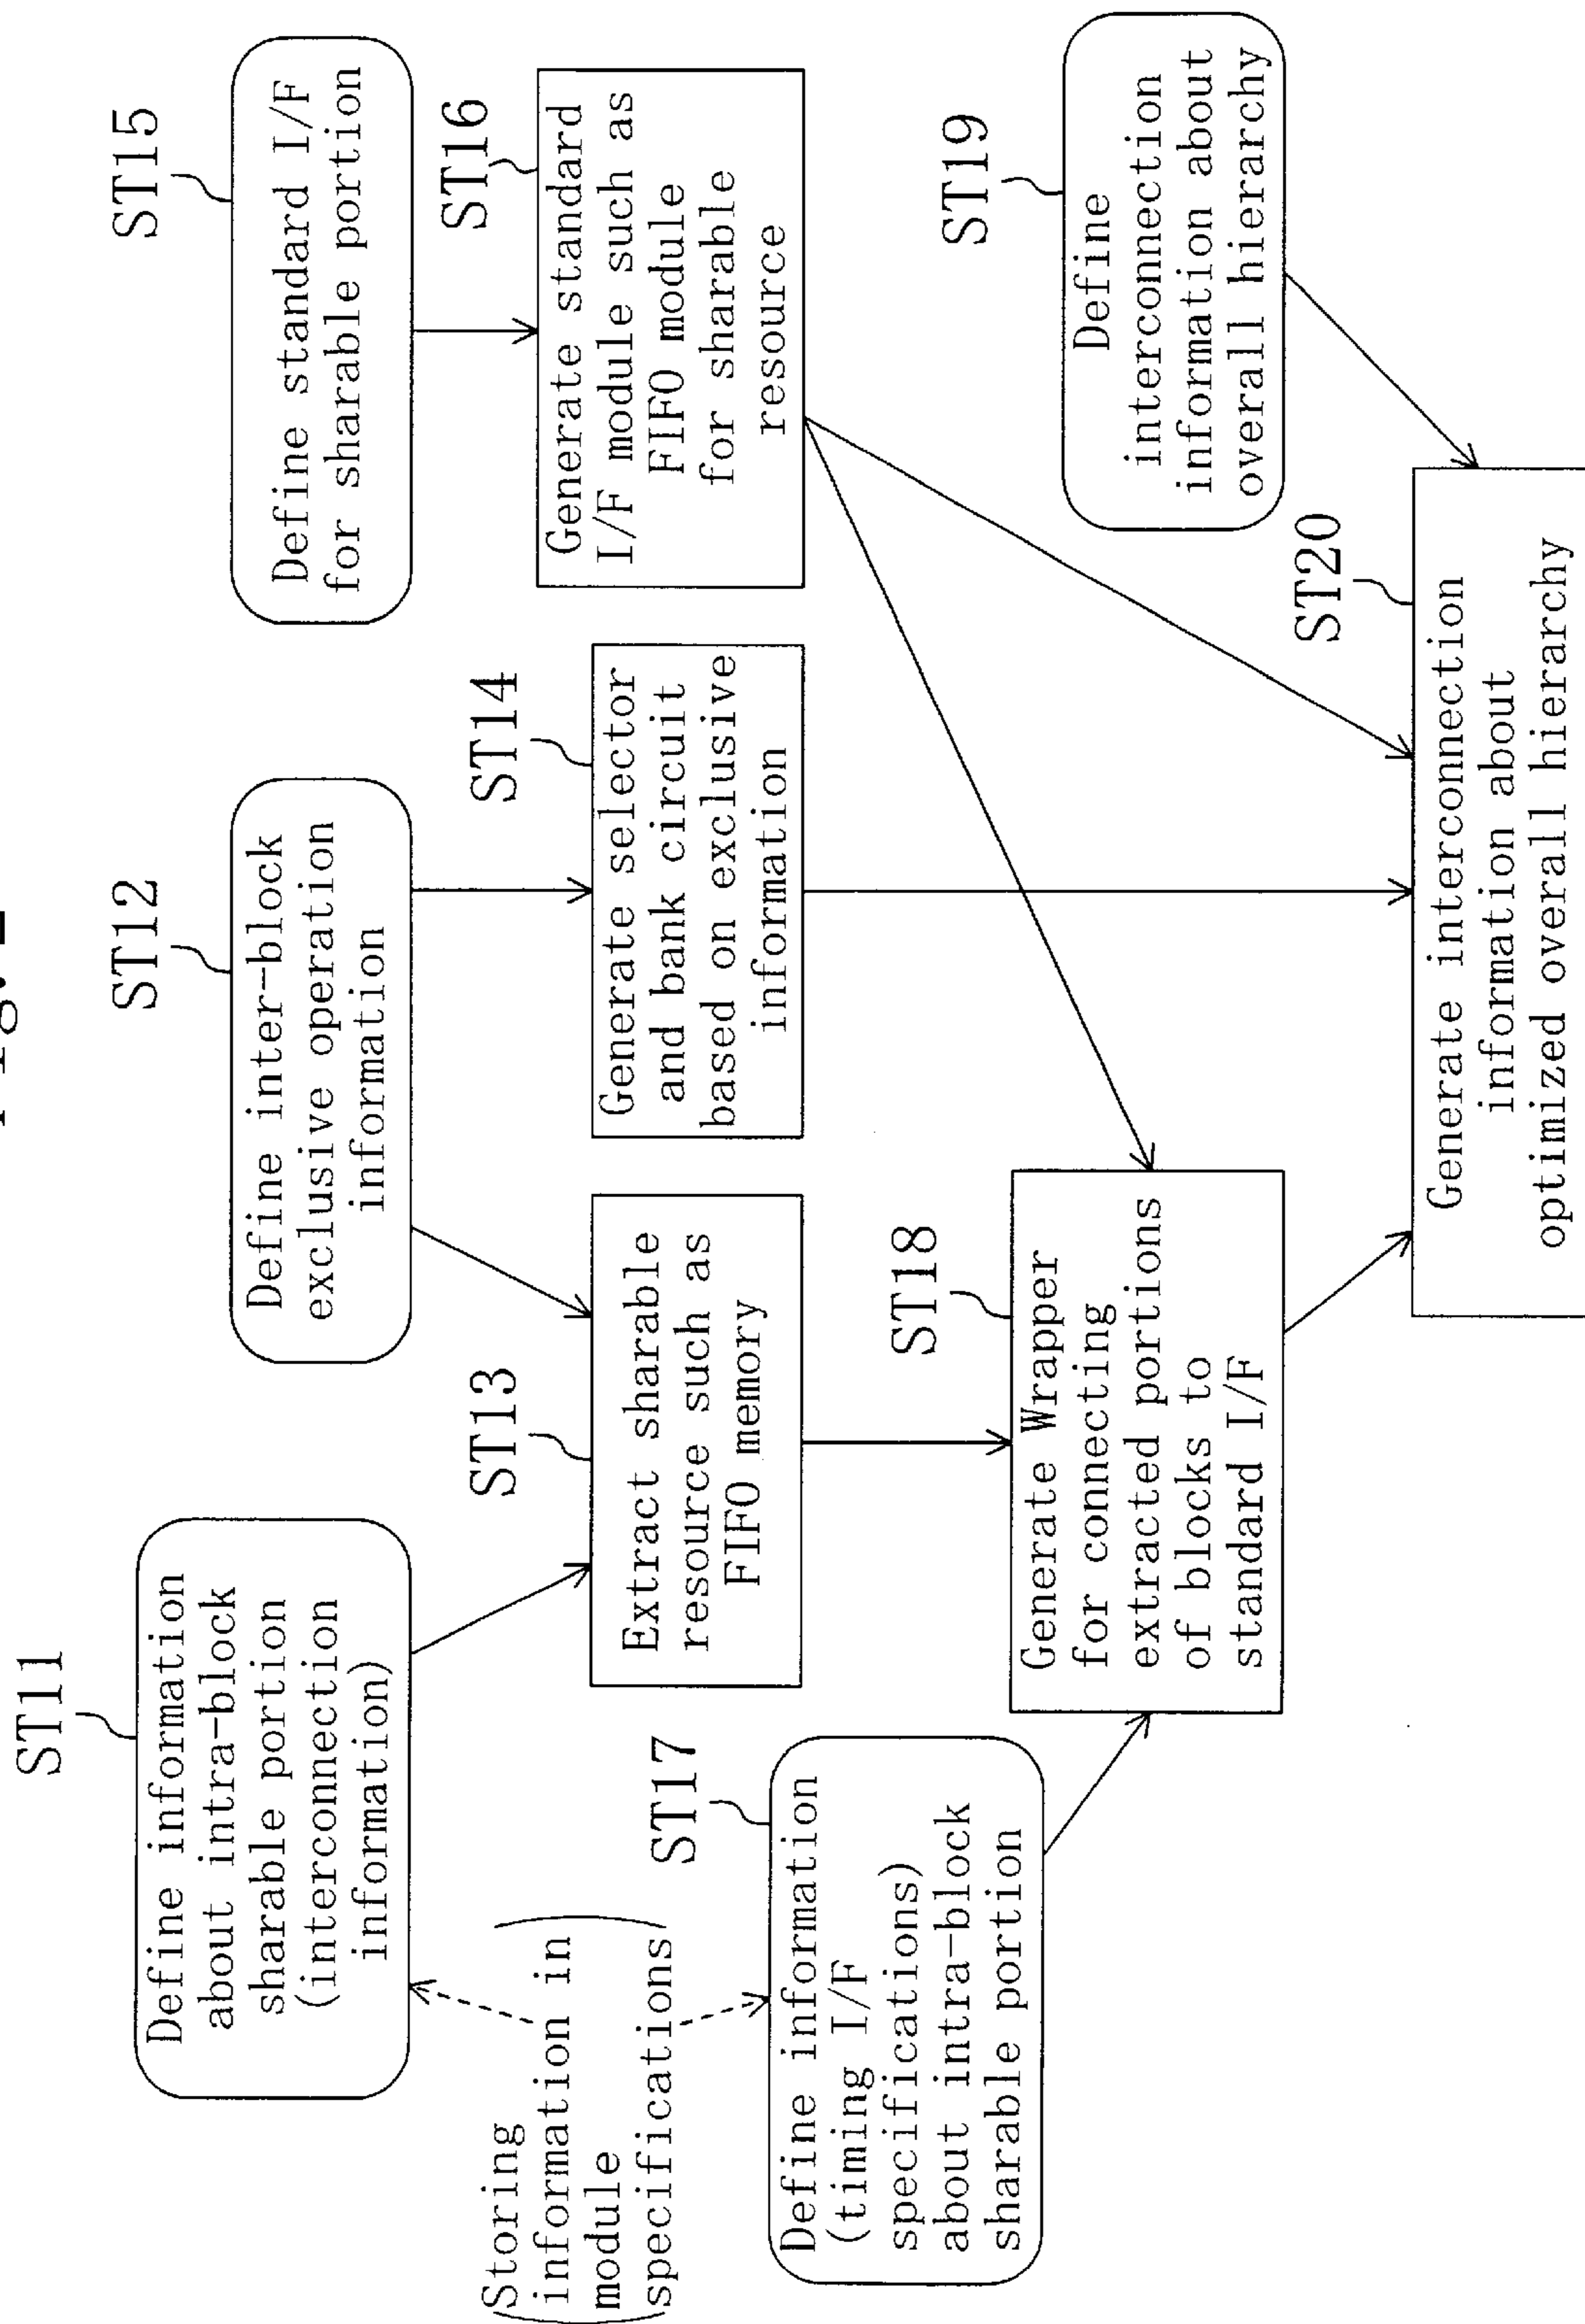 ST11
Define information
about intra-block
sharable portion
(interconnection
information)
ST12
Define inter-block
exclusive operation
information
ST15
Define standard I/F
for sharable portion
Storing
information in
module
specifications
ST13
Extract sharable
resource such as
FIFO memory
ST14
Generate selector
and bank circuit
based on exclusive
information
ST16
Generate standard
I/F module such as
FIFO module
for sharable
resource
ST17
Define information
(timing I/F
specifications)
about intra-block
sharable portion
ST18
Generate Wrapper
for connecting
extracted portions
of blocks to
standard I/F
ST19
Define
interconnection
information about
overall hierarchy
ST20
Generate interconnection
information about
optimized overall hierarchy